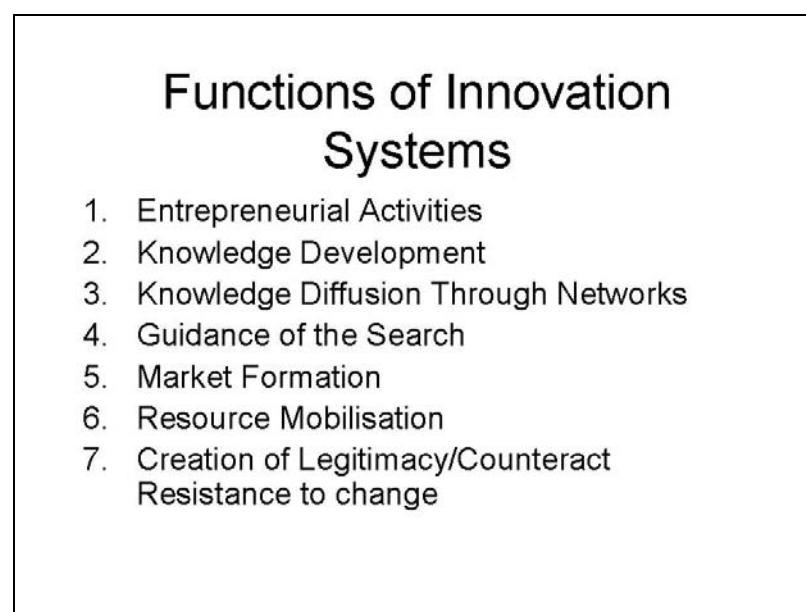 Functions of Innovation
Systems
1. Entrepreneurial Activities
2. Knowledge Development
3. Knowledge Diffusion Through Networks
4. Guidance of the Search
5. Market Formation
6. Resource Mobilisation
7. Creation of Legitimacy/Counteract
Resistance to change